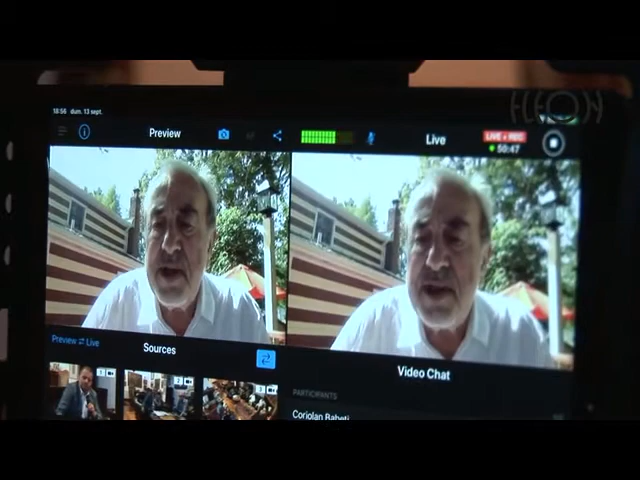 18:56 dum. 13 sept.
Preview
Live
LIVE + REC
50:47
Preview ⇄ Live
Sources
Video Chat
PARTICIPANTS
Coriolan Babeti